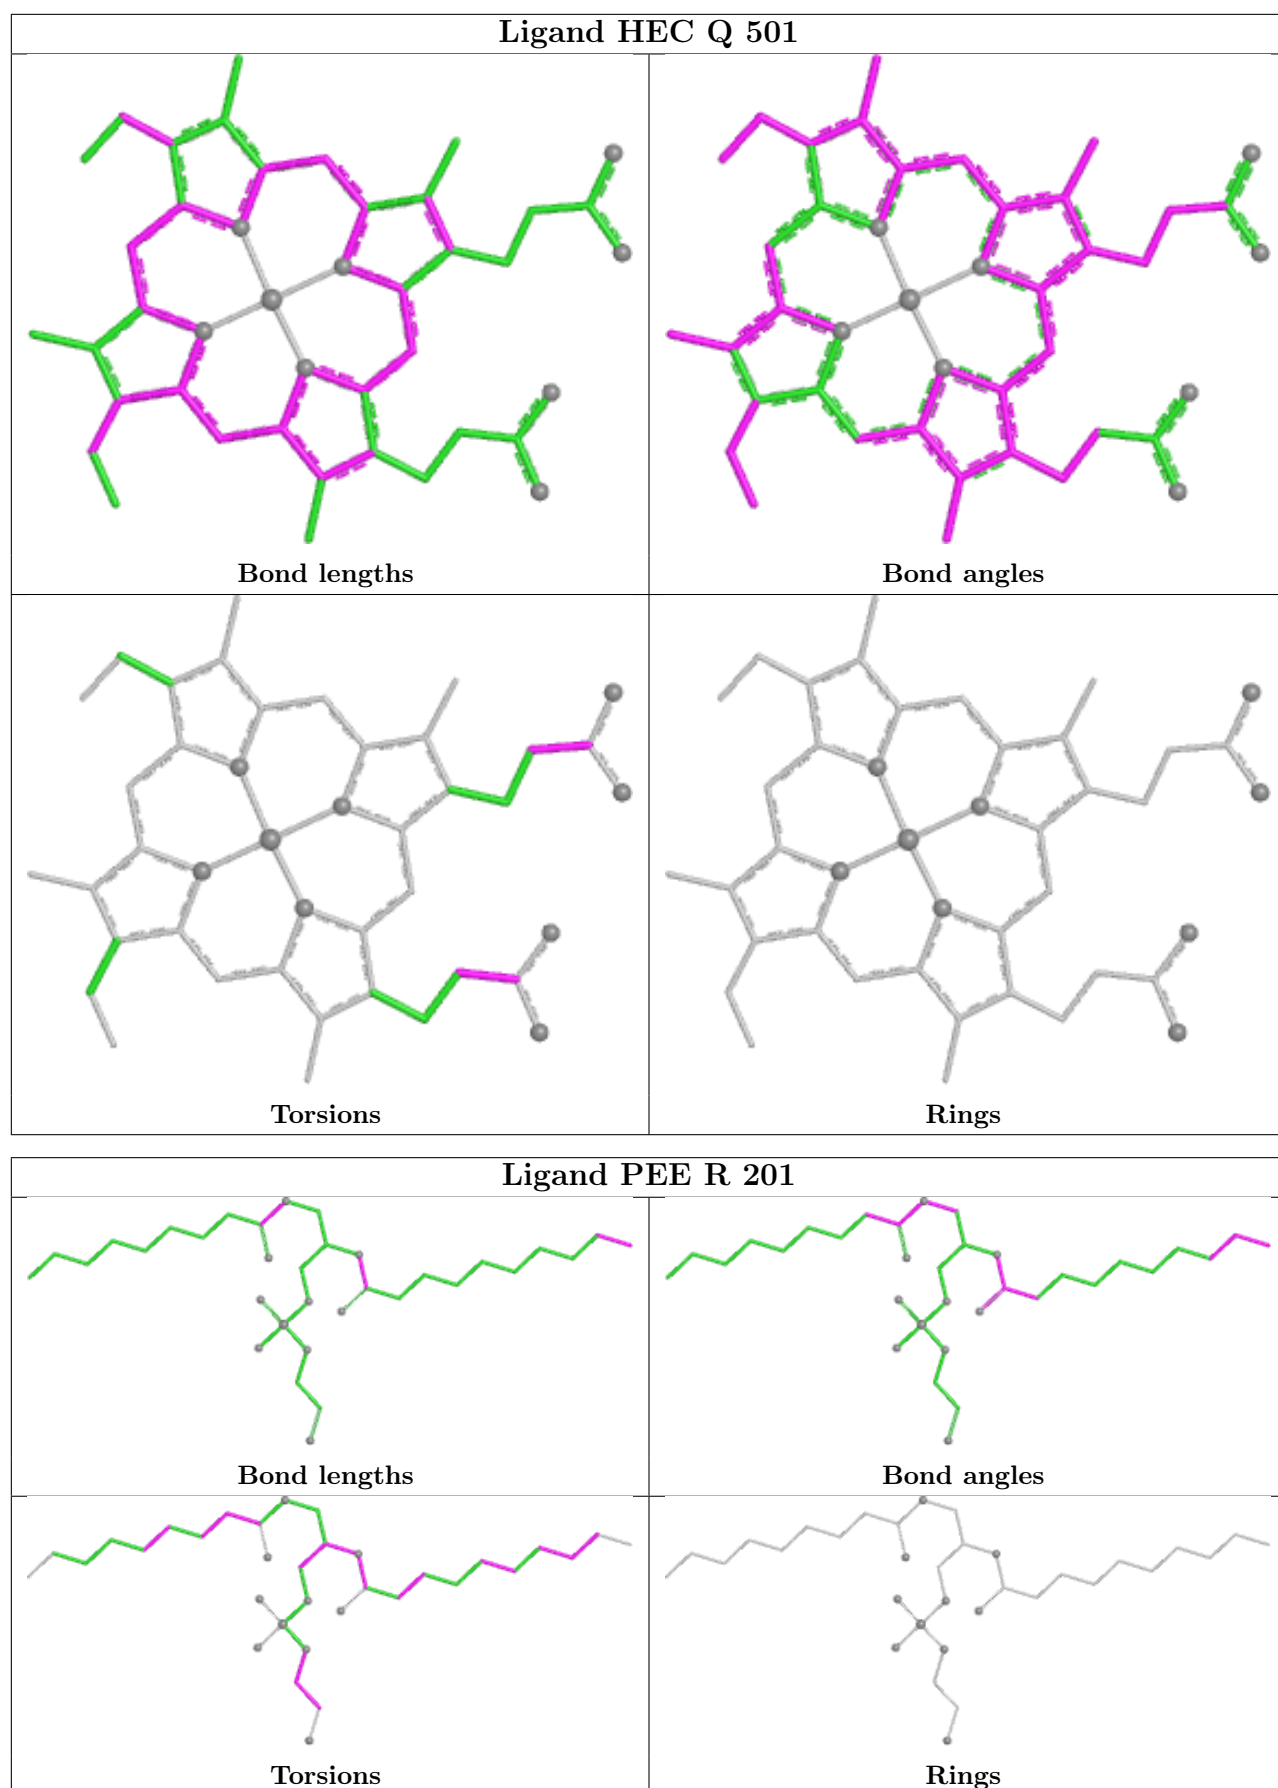 Ligand HEC Q 501
Bond lengths
Bond angles
Torsions
Rings
Ligand PEE R 201
Bond lengths
Bond angles
Torsions
Rings